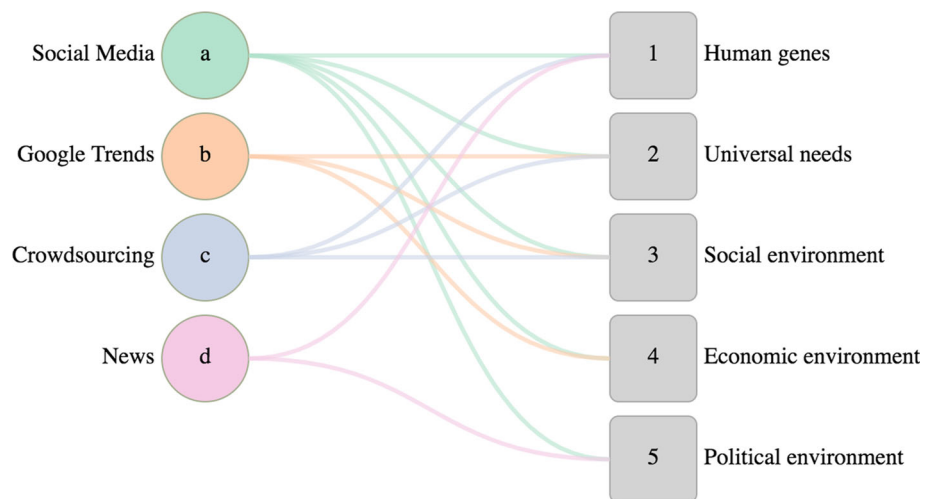 Social Media a 1 Human genes
Google Trends b 2 Universal needs
Crowdsourcing c 3 Social environment
News d 4 Economic environment
5 Political environment